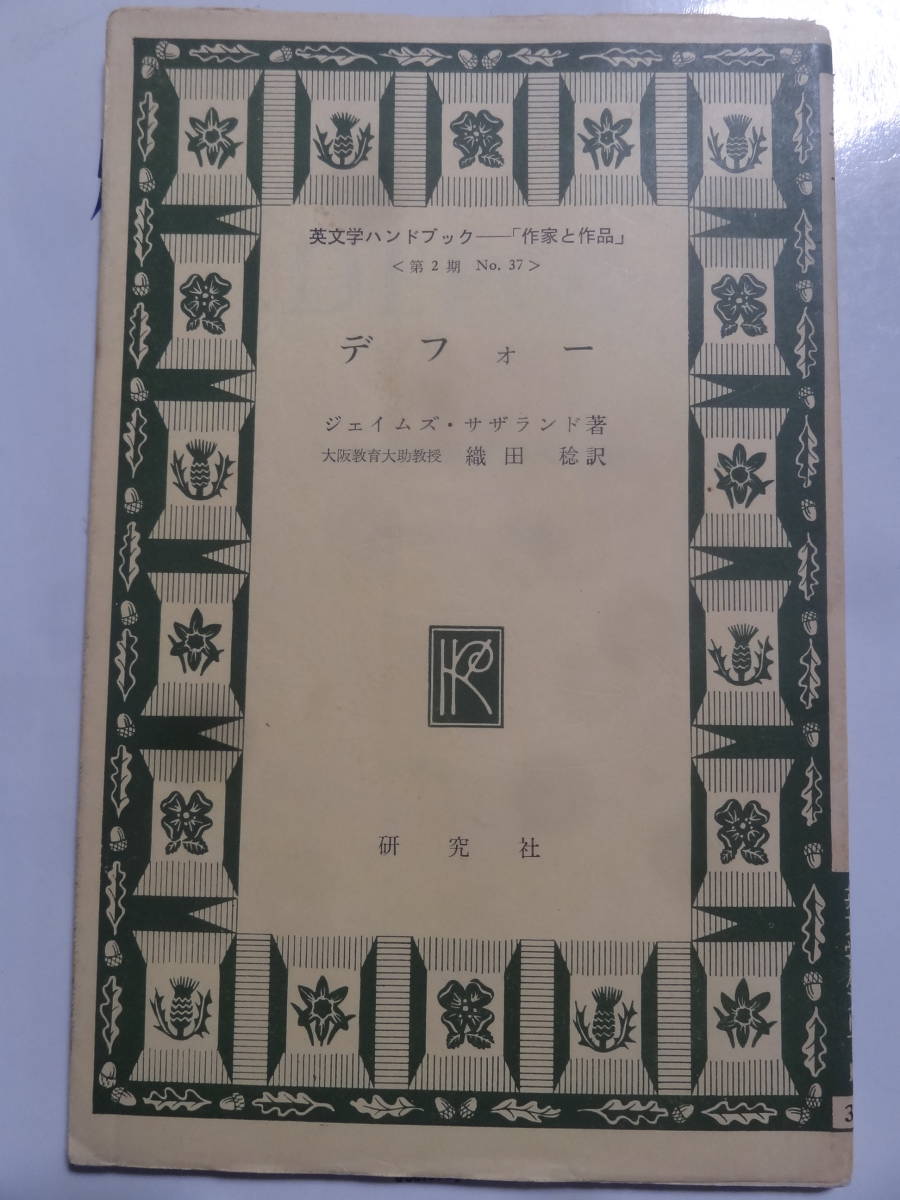 英文学ハンドブック――「作家と作品」
<第2期 No. 37>
デフォー
ジェイムズ・サザランド著
大阪教育大助教授 織田 稔訳
研究社
3